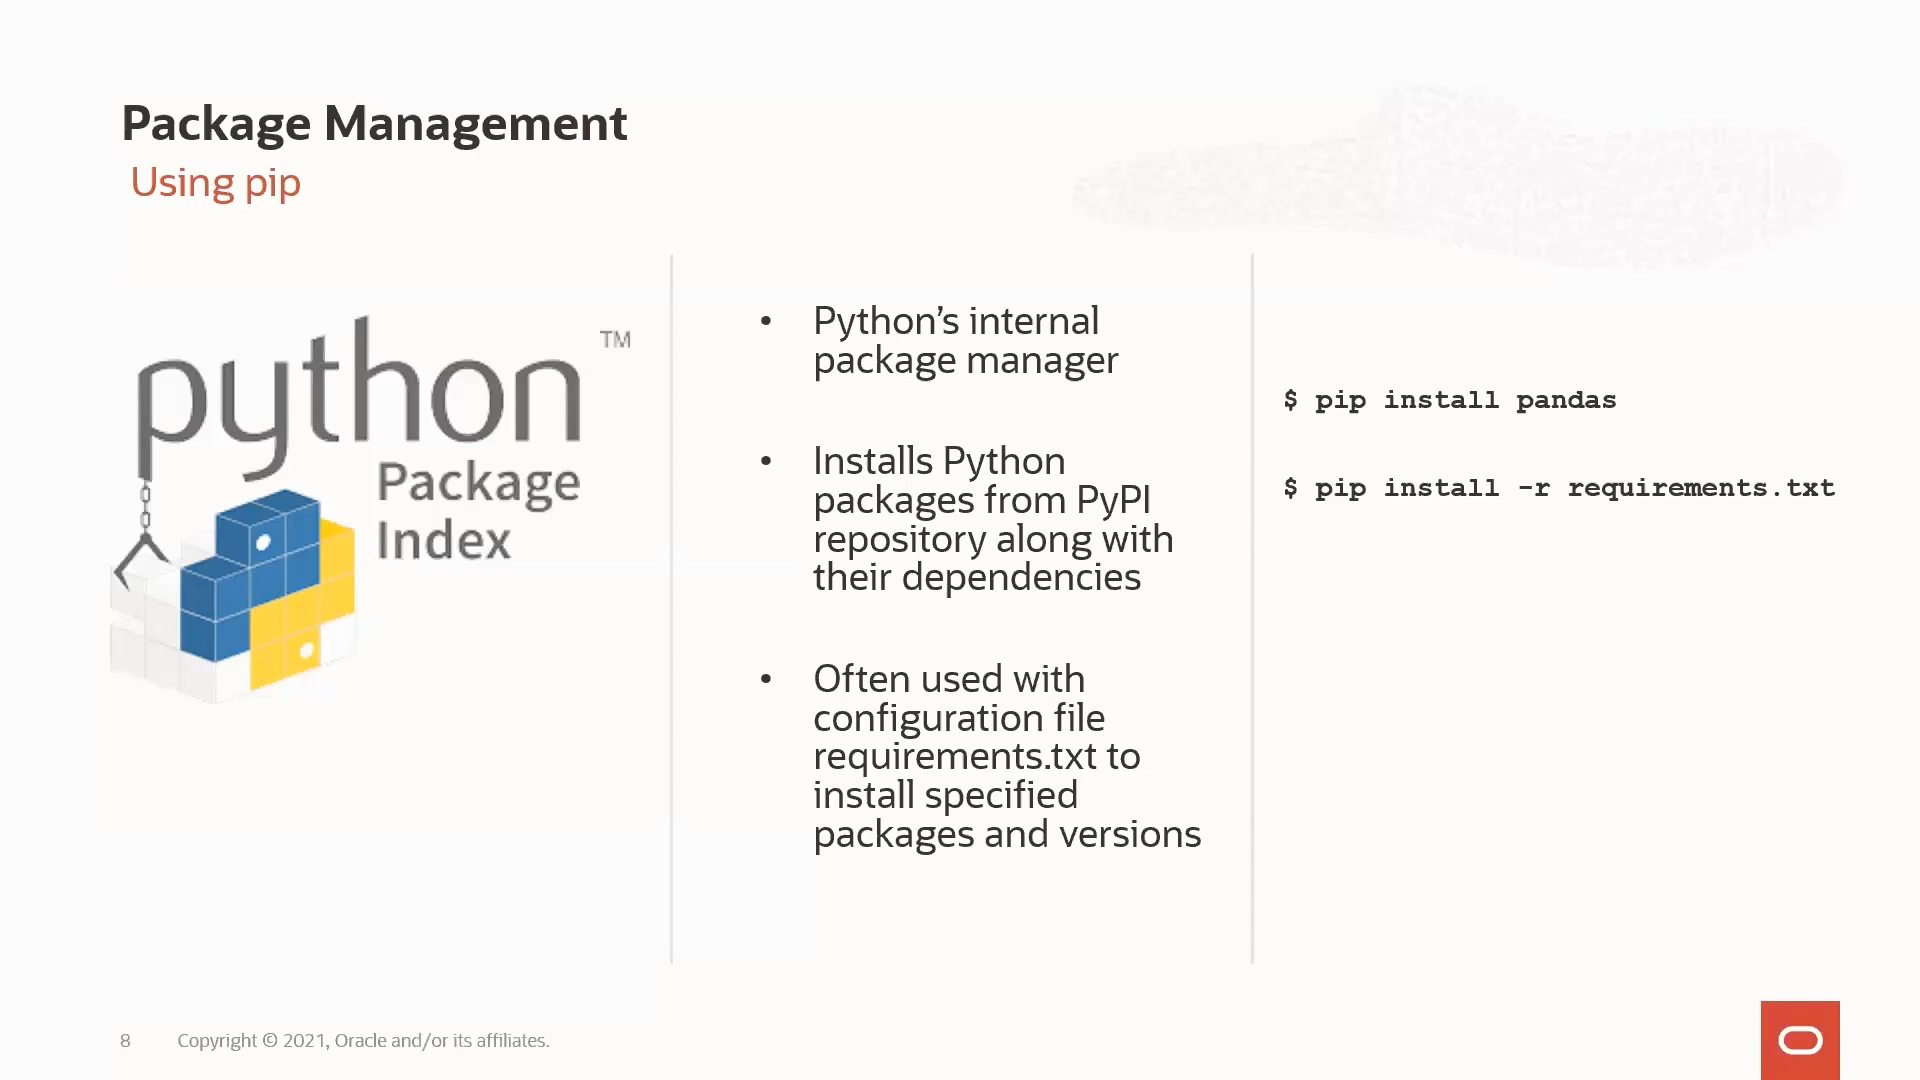 Package Management
Using pip
python
TM
Package
Index
• Python’s internal
package manager
• Installs Python
packages from PyPI
repository along with
their dependencies
• Often used with
configuration file
requirements.txt to
install specified
packages and versions
$ pip install pandas
$ pip install -r requirements.txt
8
Copyright © 2021, Oracle and/or its affiliates.